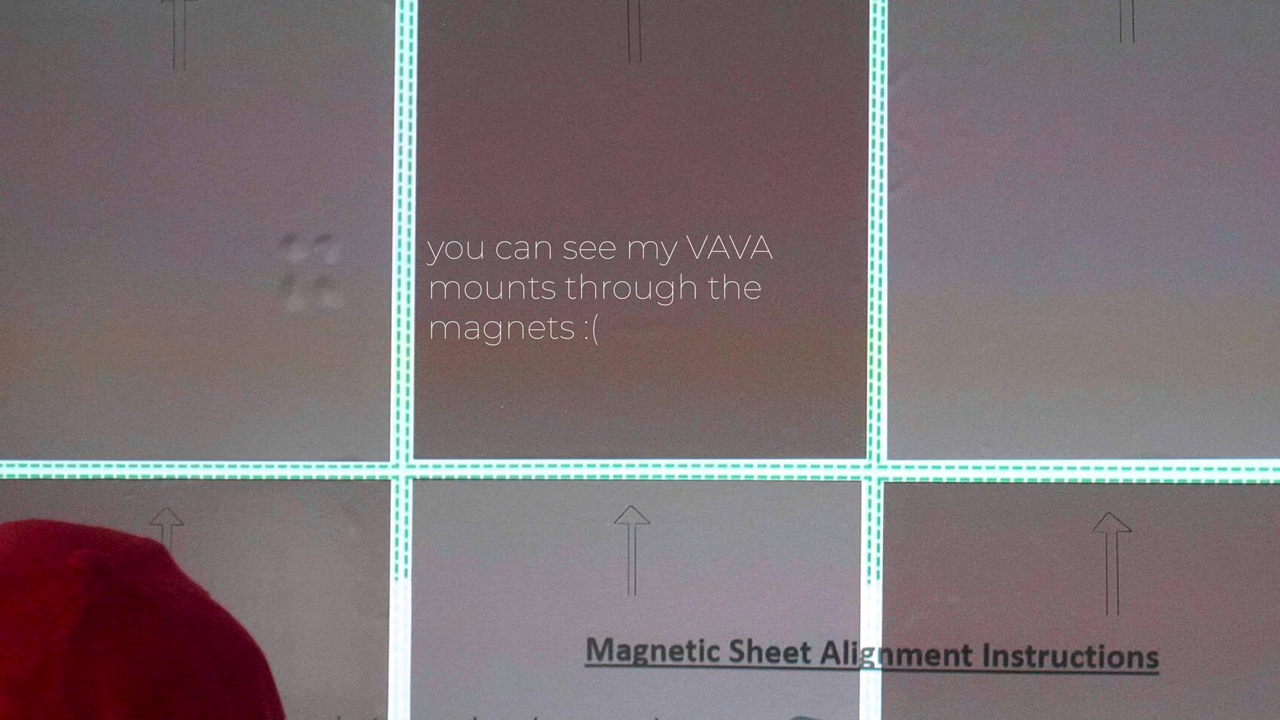 you can see my VAVA
mounts through the
magnets :(
Magnetic Sheet Alignment Instructions